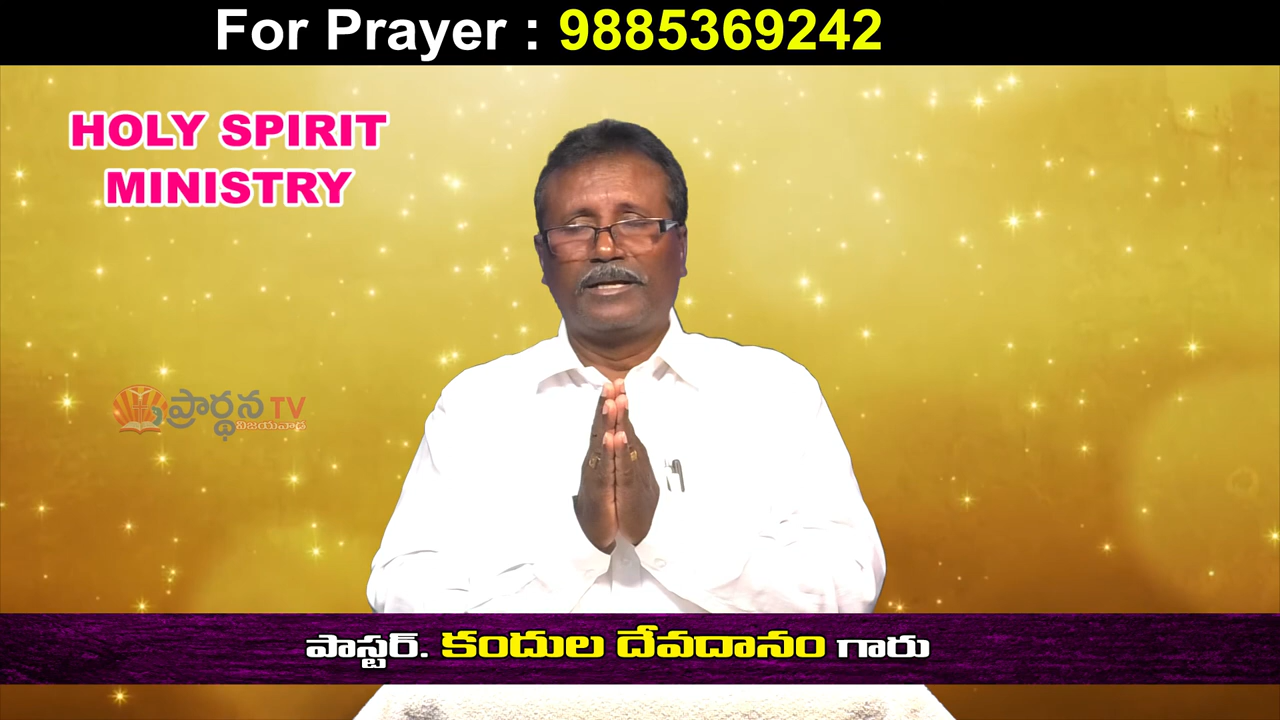 For Prayer : 9885369242
HOLY SPIRIT
MINISTRY
ప్రార్థన TV
విజయవాడ
పాస్టర్. కందుల దేవదానం గారు